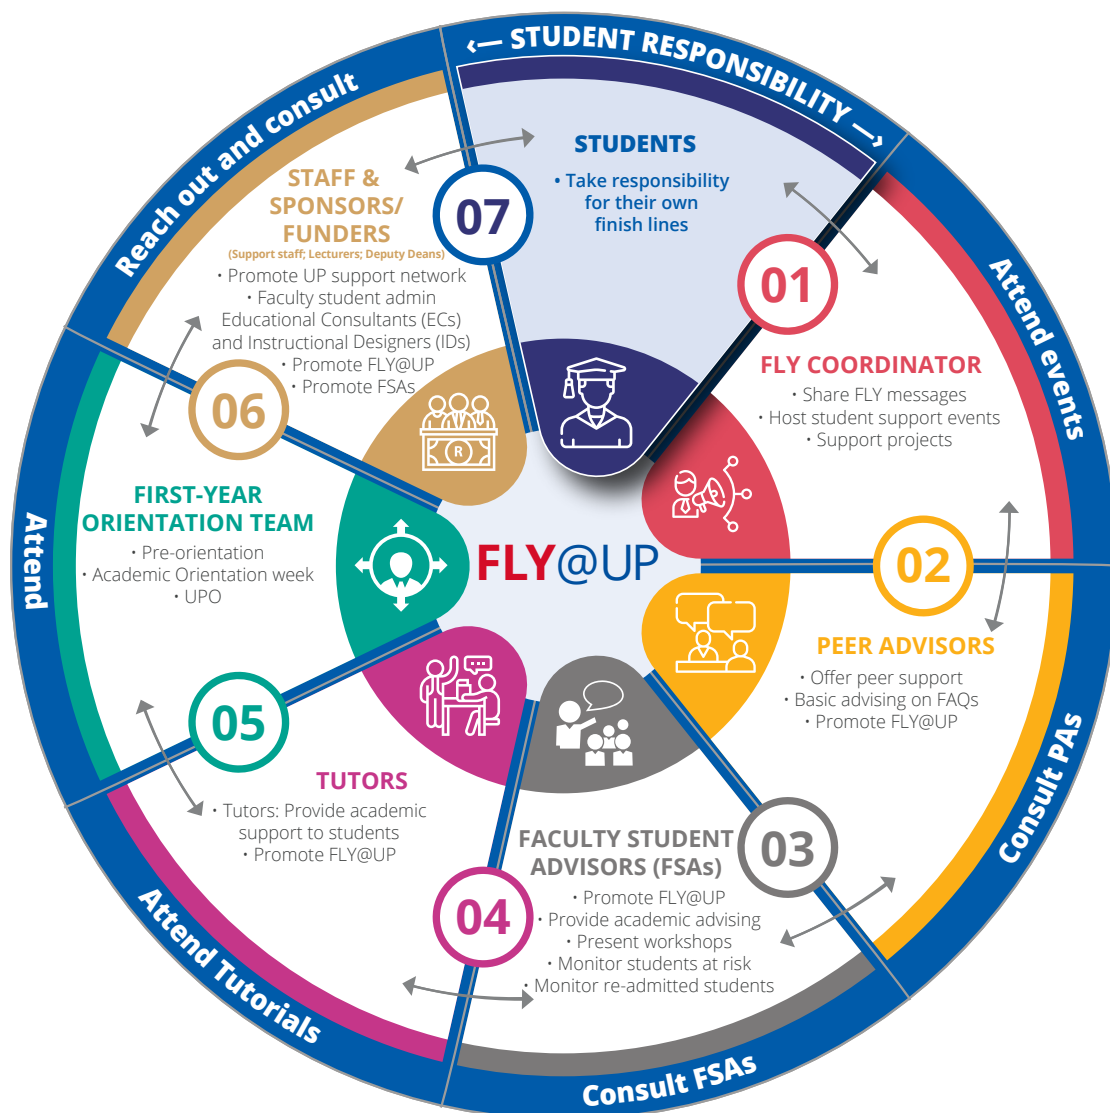 ‹— STUDENT RESPONSIBILITY —›
STUDENTS
• Take responsibility
for their own
finish lines
01
Attend events
FLY COORDINATOR
• Share FLY messages
• Host student support events
• Support projects
02
Consult PAs
PEER ADVISORS
• Offer peer support
• Basic advising on FAQs
• Promote FLY@UP
03
Consult FSAs
FACULTY STUDENT
ADVISORS (FSAs)
• Promote FLY@UP
• Provide academic advising
• Present workshops
• Monitor students at risk
• Monitor re-admitted students
04
Attend Tutorials
TUTORS
• Tutors: Provide academic
support to students
• Promote FLY@UP
05
Attend
FIRST-YEAR
ORIENTATION TEAM
• Pre-orientation
• Academic Orientation week
• UPO
06
Reach out and consult
STAFF &
SPONSORS/
FUNDERS
(Support staff; Lecturers; Deputy Deans)
• Promote UP support network
• Faculty student admin
Educational Consultants (ECs)
and Instructional Designers (IDs)
• Promote FLY@UP
• Promote FSAs
07
R
FLY@UP